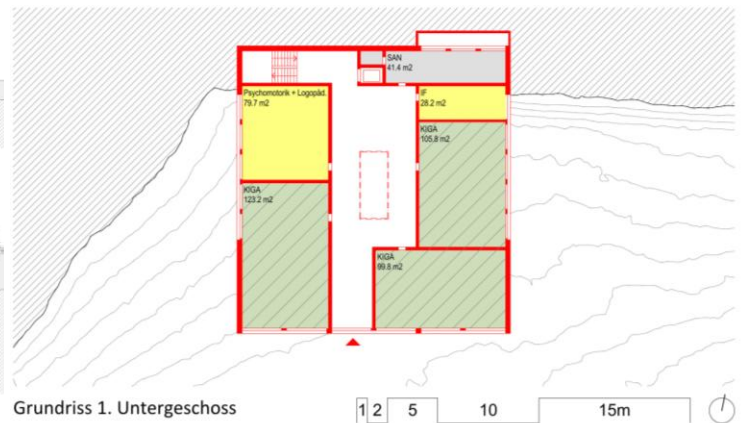 SAN
41.4 m2
Psychomotorik + Logopäd.
79.7 m2
IF
28.2 m2
KIGA
105.8 m2
KIGA
123.2 m2
KIGA
99.8 m2
Grundriss 1. Untergeschoss
1 2 5 10 15m